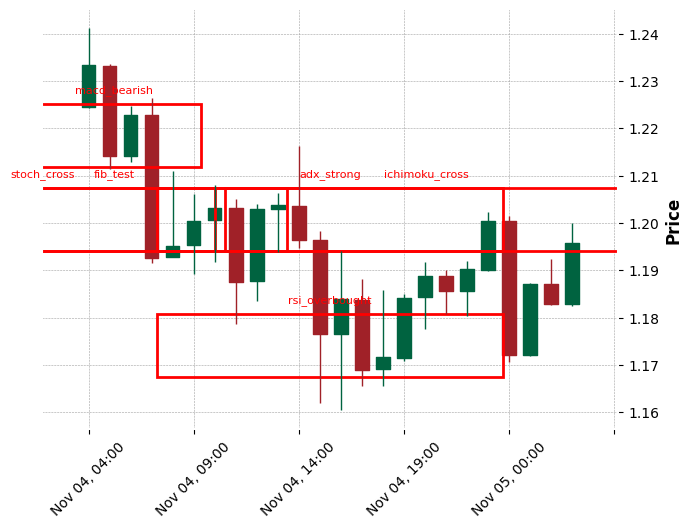 1.24
1.23
macd_bearish
1.22
stoch_cross
fib_test
adx_strong
ichimoku_cross
1.21
1.20
Price
1.19
rsi_overbought
1.18
1.17
1.16
Nov 04, 04:00
Nov 04, 09:00
Nov 04, 14:00
Nov 04, 19:00
Nov 05, 00:00